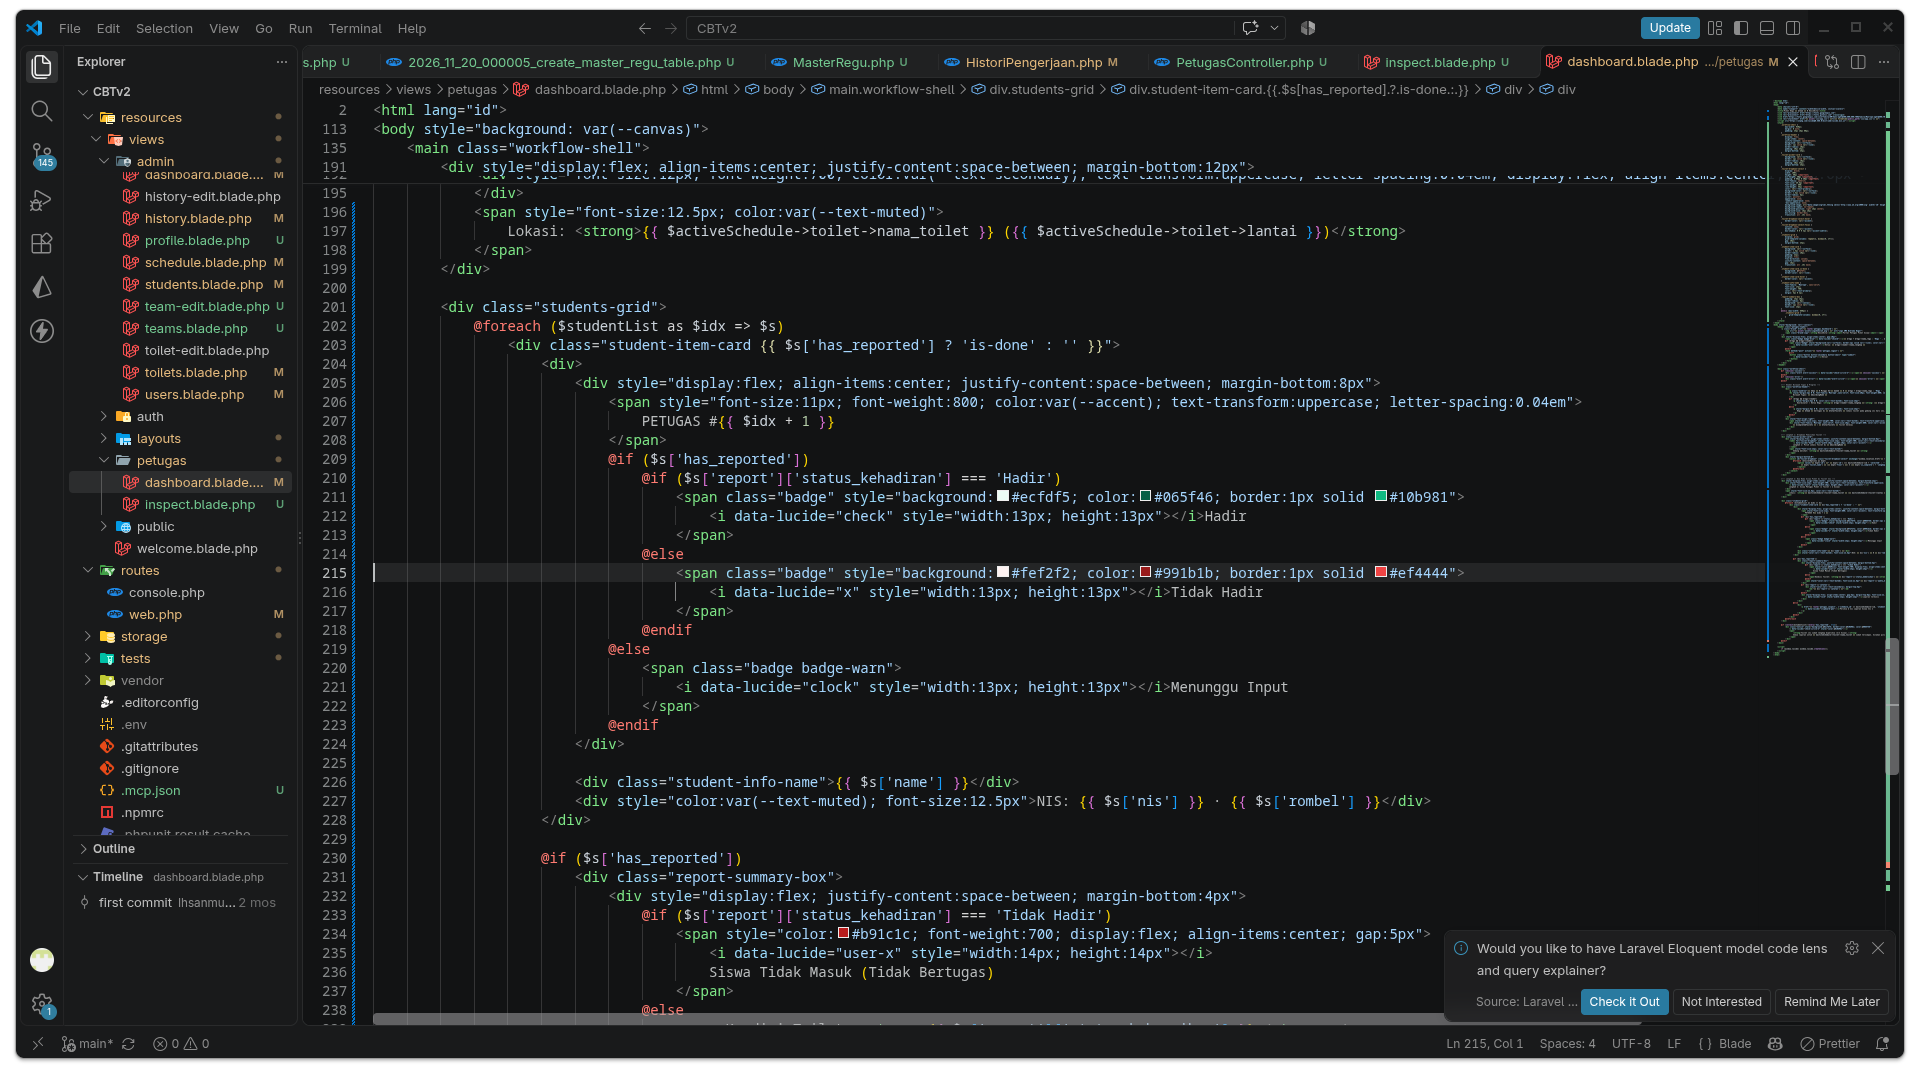 File Edit Selection View Go Run Terminal Help
CBTv2
Update
Explorer
s.php U
2026_11_20_000005_create_master_regu_table.php U
MasterRegu.php U
HistoriPengerjaan.php M
PetugasController.php U
inspect.blade.php U
dashboard.blade.php .../petugas M
resources > views > petugas > dashboard.blade.php > html > body > main.workflow-shell > div.students-grid > div.student-item-card.{{.$s[has_reported].?.is-done.:.}} > div > div
CBTv2
resources
views
admin
dashboard.blade.... M
history-edit.blade.php
history.blade.php M
profile.blade.php U
schedule.blade.php M
students.blade.php M
team-edit.blade.php U
teams.blade.php U
toilet-edit.blade.php
toilets.blade.php M
users.blade.php M
auth
layouts
petugas
dashboard.blade.... M
inspect.blade.php U
public
welcome.blade.php
routes
console.php
web.php M
storage
tests
vendor
.editorconfig
.env
.gitattributes
.gitignore
.mcp.json U
.npmrc
.phpunit.result.cache
Outline
Timeline dashboard.blade.php
first commit Ihsanmu... 2 mos
145
1
2 <html lang="id">
113 <body style="background: var(--canvas)">
135 <main class="workflow-shell">
191 <div style="display:flex; align-items:center; justify-content:space-between; margin-bottom:12px">
195 </div>
196 <span style="font-size:12.5px; color:var(--text-muted)">
197 Lokasi: <strong>{{ $activeSchedule->toilet->nama_toilet }} ({{ $activeSchedule->toilet->lantai }})</strong>
198 </span>
199 </div>
200
201 <div class="students-grid">
202 @foreach ($studentList as $idx => $s)
203 <div class="student-item-card {{ $s['has_reported'] ? 'is-done' : '' }}">
204 <div>
205 <div style="display:flex; align-items:center; justify-content:space-between; margin-bottom:8px">
206 <span style="font-size:11px; font-weight:800; color:var(--accent); text-transform:uppercase; letter-spacing:0.04em">
207 PETUGAS #{{ $idx + 1 }}
208 </span>
209 @if ($s['has_reported'])
210 @if ($s['report']['status_kehadiran'] === 'Hadir')
211 <span class="badge" style="background:#ecfdf5; color:#065f46; border:1px solid #10b981">
212 <i data-lucide="check" style="width:13px; height:13px"></i>Hadir
213 </span>
214 @else
215 <span class="badge" style="background:#fef2f2; color:#991b1b; border:1px solid #ef4444">
216 <i data-lucide="x" style="width:13px; height:13px"></i>Tidak Hadir
217 </span>
218 @endif
219 @else
220 <span class="badge badge-warn">
221 <i data-lucide="clock" style="width:13px; height:13px"></i>Menunggu Input
222 </span>
223 @endif
224 </div>
225
226 <div class="student-info-name">{{ $s['name'] }}</div>
227 <div style="color:var(--text-muted); font-size:12.5px">NIS: {{ $s['nis'] }} · {{ $s['rombel'] }}</div>
228 </div>
229
230 @if ($s['has_reported'])
231 <div class="report-summary-box">
232 <div style="display:flex; justify-content:space-between; margin-bottom:4px">
233 @if ($s['report']['status_kehadiran'] === 'Tidak Hadir')
234 <span style="color:#b91c1c; font-weight:700; display:flex; align-items:center; gap:5px">
235 <i data-lucide="user-x" style="width:14px; height:14px"></i>
236 Siswa Tidak Masuk (Tidak Bertugas)
237 </span>
238 @else
Would you like to have Laravel Eloquent model code lens
and query explainer?
Source: Laravel ...
Check it Out
Not Interested
Remind Me Later
main*
0 0
Ln 215, Col 1
Spaces: 4
UTF-8
LF
{ } Blade
Prettier